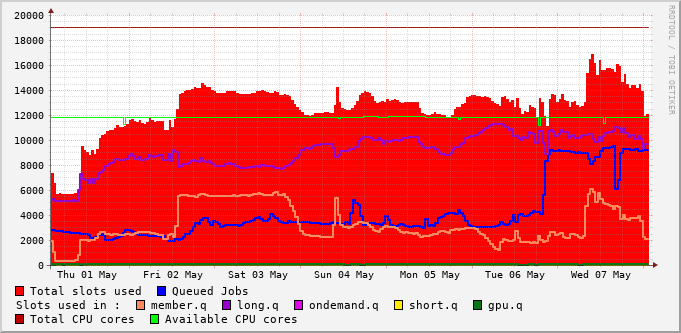 20000
18000
16000
14000
12000
10000
8000
6000
4000
2000
0
Thu 01 May Fri 02 May Sat 03 May Sun 04 May Mon 05 May Tue 06 May Wed 07 May
RRDTOOL / TOBI OETIKER
Total slots used Queued Jobs
Slots used in : member.q long.q ondemand.q short.q gpu.q
Total CPU cores Available CPU cores